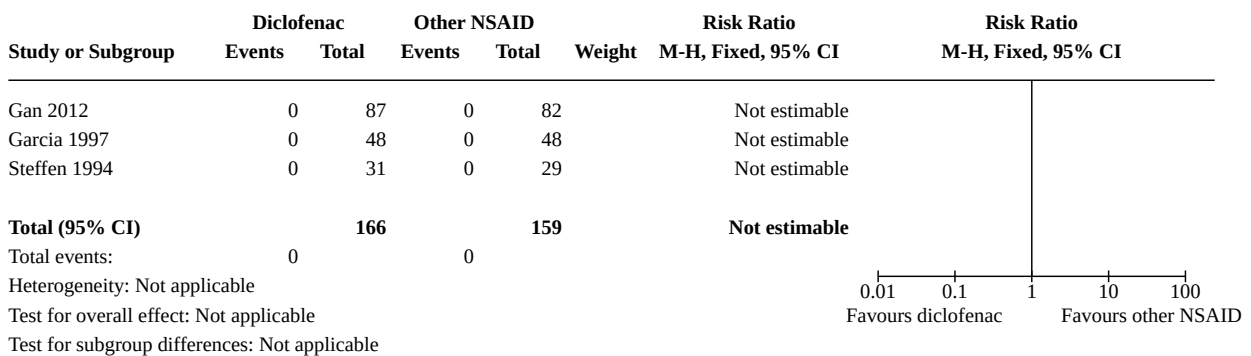 Diclofenac Other NSAID Risk Ratio Risk Ratio
Study or Subgroup Events Total Events Total Weight M-H, Fixed, 95% CI M-H, Fixed, 95% CI
Gan 2012 0 87 0 82 Not estimable
Garcia 1997 0 48 0 48 Not estimable
Steffen 1994 0 31 0 29 Not estimable
Total (95% CI) 166 159 Not estimable
Total events: 0 0
Heterogeneity: Not applicable
0.01 0.1 1 10 100
Test for overall effect: Not applicable Favours diclofenac Favours other NSAID
Test for subgroup differences: Not applicable